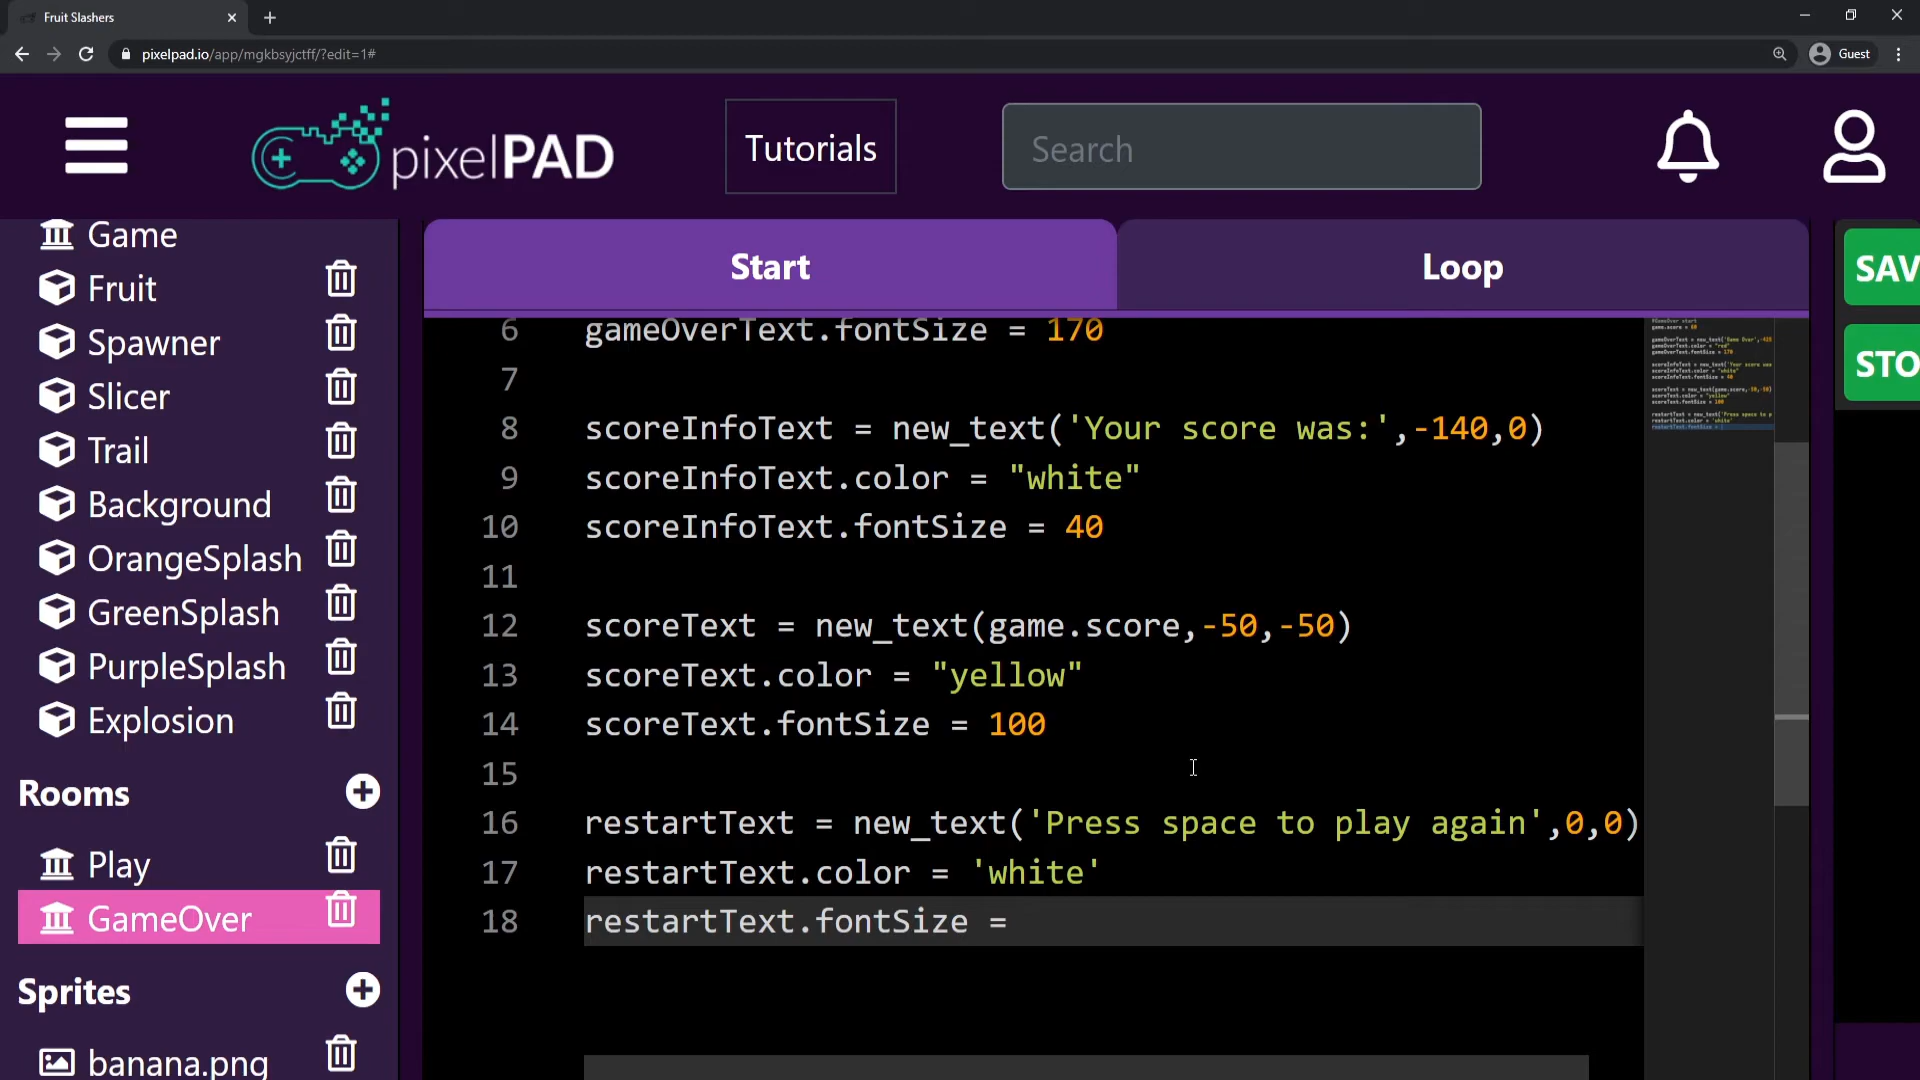 Fruit Slashers
pixelpad.io/app/mgkbsyjctff/?edit=1#
Guest
pixelPAD
Tutorials
Search
Game
Fruit
Spawner
Slicer
Trail
Background
OrangeSplash
GreenSplash
PurpleSplash
Explosion
Rooms
Play
GameOver
Sprites
banana.png
Start
Loop
6 gameOverText.fontSize = 170
7
8 scoreInfoText = new_text('Your score was:',-140,0)
9 scoreInfoText.color = "white"
10 scoreInfoText.fontSize = 40
11
12 scoreText = new_text(game.score,-50,-50)
13 scoreText.color = "yellow"
14 scoreText.fontSize = 100
15
16 restartText = new_text('Press space to play again',0,0)
17 restartText.color = 'white'
18 restartText.fontSize =
SAV
STO